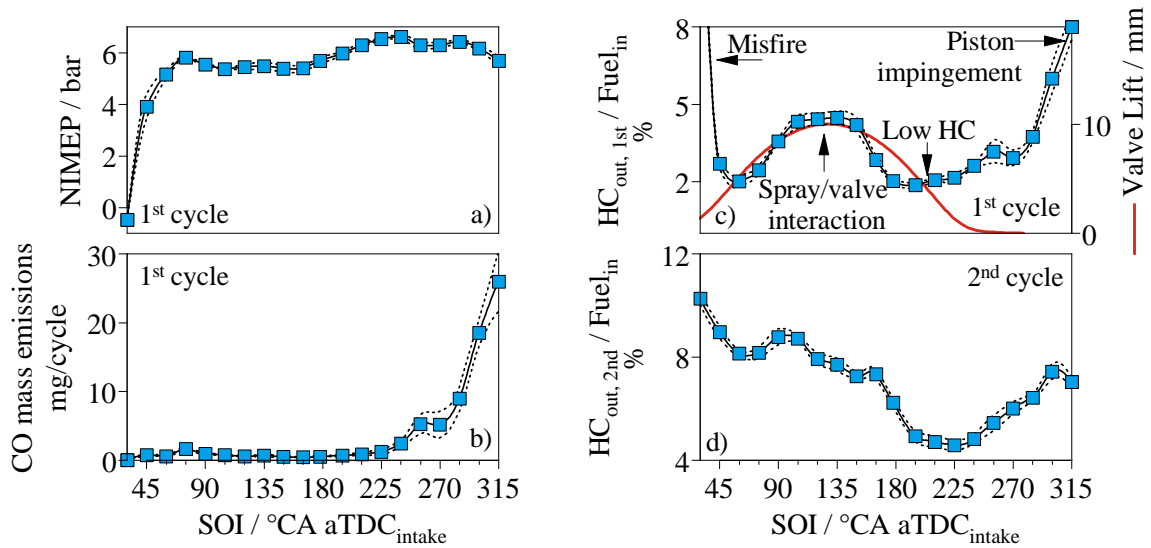 NIMEP / bar
6
4
2
0
1st cycle
a)
HCout, 1st / Fuelin
%
8
5
2
Misfire
Piston
impingement
Low HC
Spray/valve
interaction
c)
1st cycle
10
0
Valve Lift / mm
CO mass emissions
mg/cycle
30
20
10
0
1st cycle
b)
45 90 135 180 225 270 315
SOI / °CA aTDCintake
HCout, 2nd / Fuelin
%
12
8
4
2nd cycle
d)
45 90 135 180 225 270 315
SOI / °CA aTDCintake